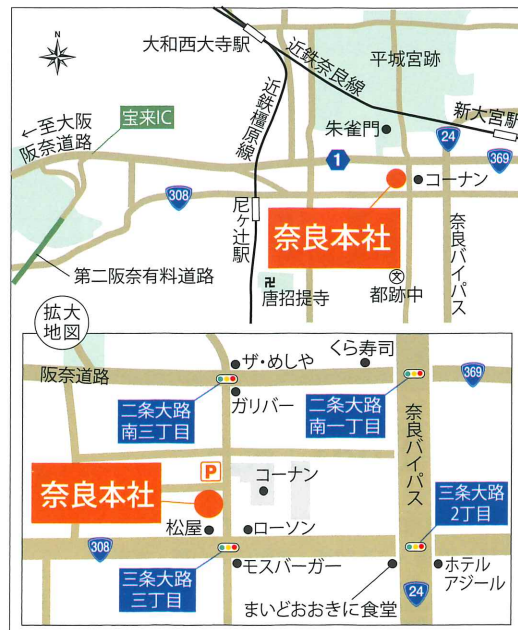 大和西大寺駅
近鉄奈良線
平城宮跡
近鉄橿原線
新大宮駅
宝来IC
朱雀門
←至大阪
阪奈道路
24
369
1
コーナン
308
奈良本社
尼ヶ辻駅
奈良バイパス
第二阪奈有料道路
卍
唐招提寺
文
都跡中
拡大
地図
ザ・めしや
くら寿司
阪奈道路
369
二条大路
南三丁目
ガリバー
二条大路
南一丁目
奈良バイパス
P
コーナン
奈良本社
三条大路
2丁目
松屋
ローソン
308
三条大路
三丁目
モスバーガー
ホテル
アジール
まいどおおきに食堂
24